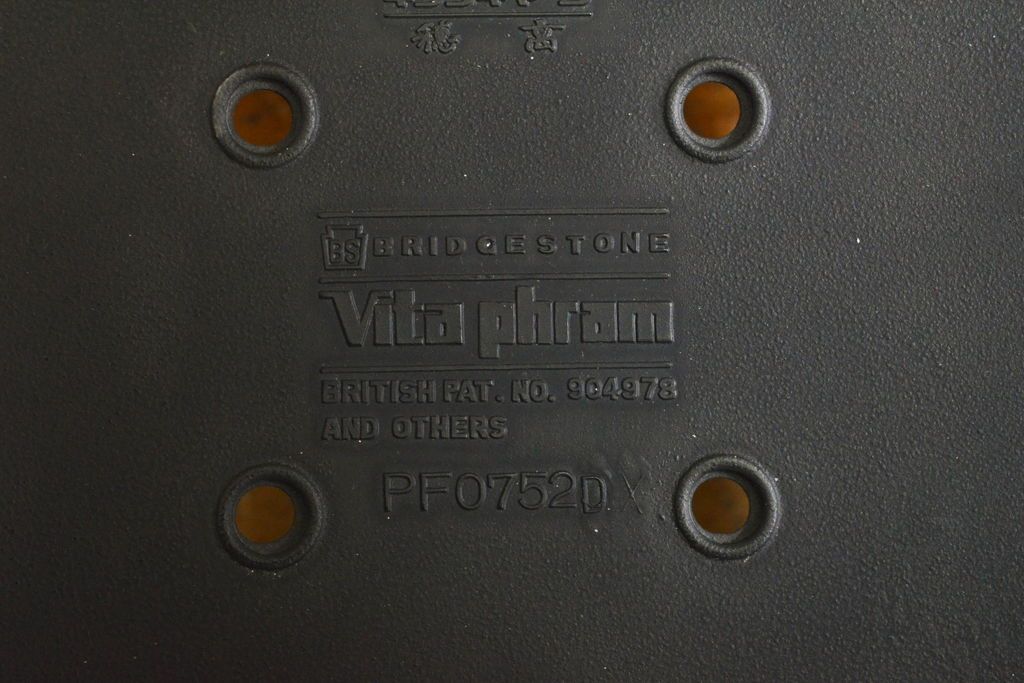 BS BRIDGESTONE
Vita phram
BRITISH PAT. NO. 904978
AND OTHERS
PF0752D